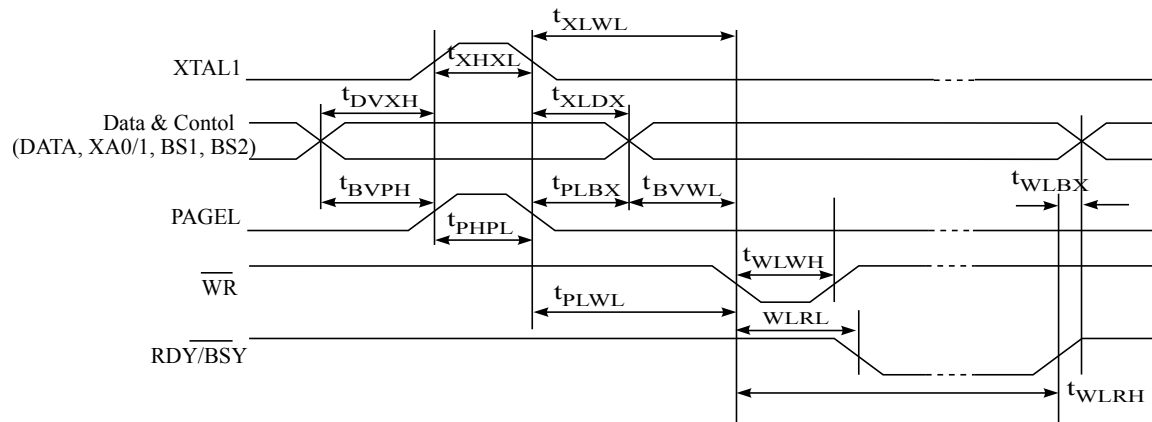 tXLWL
XTAL1
tXHXL
tDVXH
tXLDX
Data & Contol
(DATA, XA0/1, BS1, BS2)
tBVPH
tPLBX
tBVWL
tWLBX
PAGEL
tPHPL
tWLWH
WR
tPLWL
WLRL
RDY/BSY
tWLRH